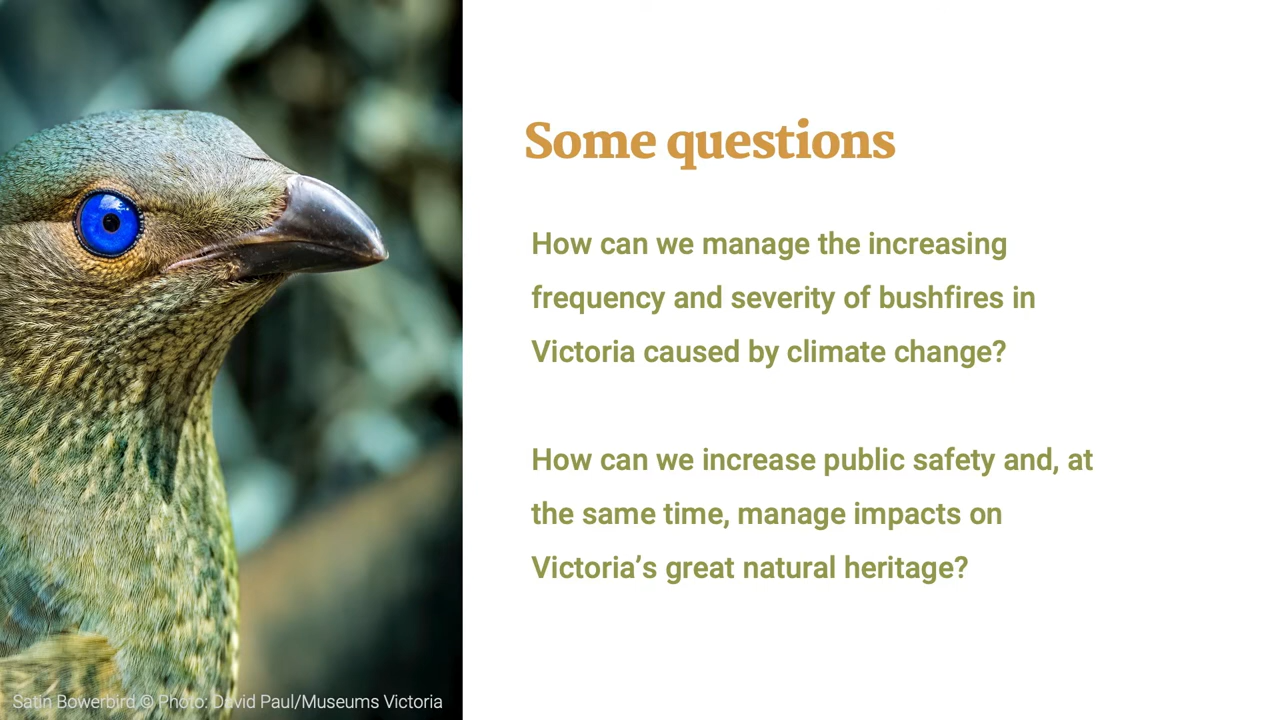 Some questions
How can we manage the increasing
frequency and severity of bushfires in
Victoria caused by climate change?
How can we increase public safety and, at
the same time, manage impacts on
Victoria’s great natural heritage?
Satin Bowerbird © Photo: David Paul/Museums Victoria